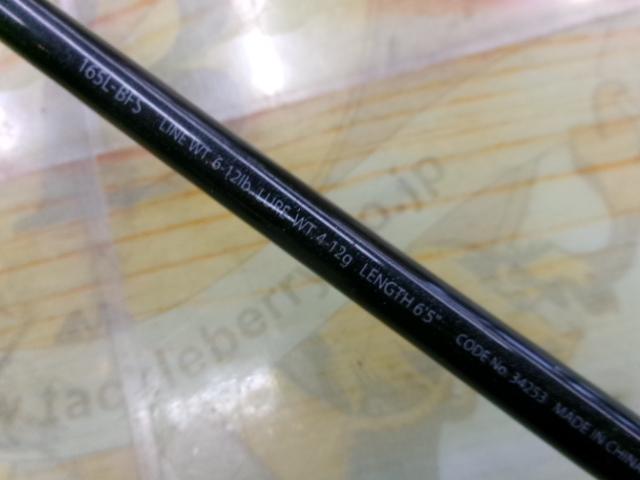 165L-BFS LINE WT. 6-12lb. LURE WT. 4-12g LENGTH 6'5" CODE No. 34253 MADE IN CHINA
www.tackleberry.co.jp